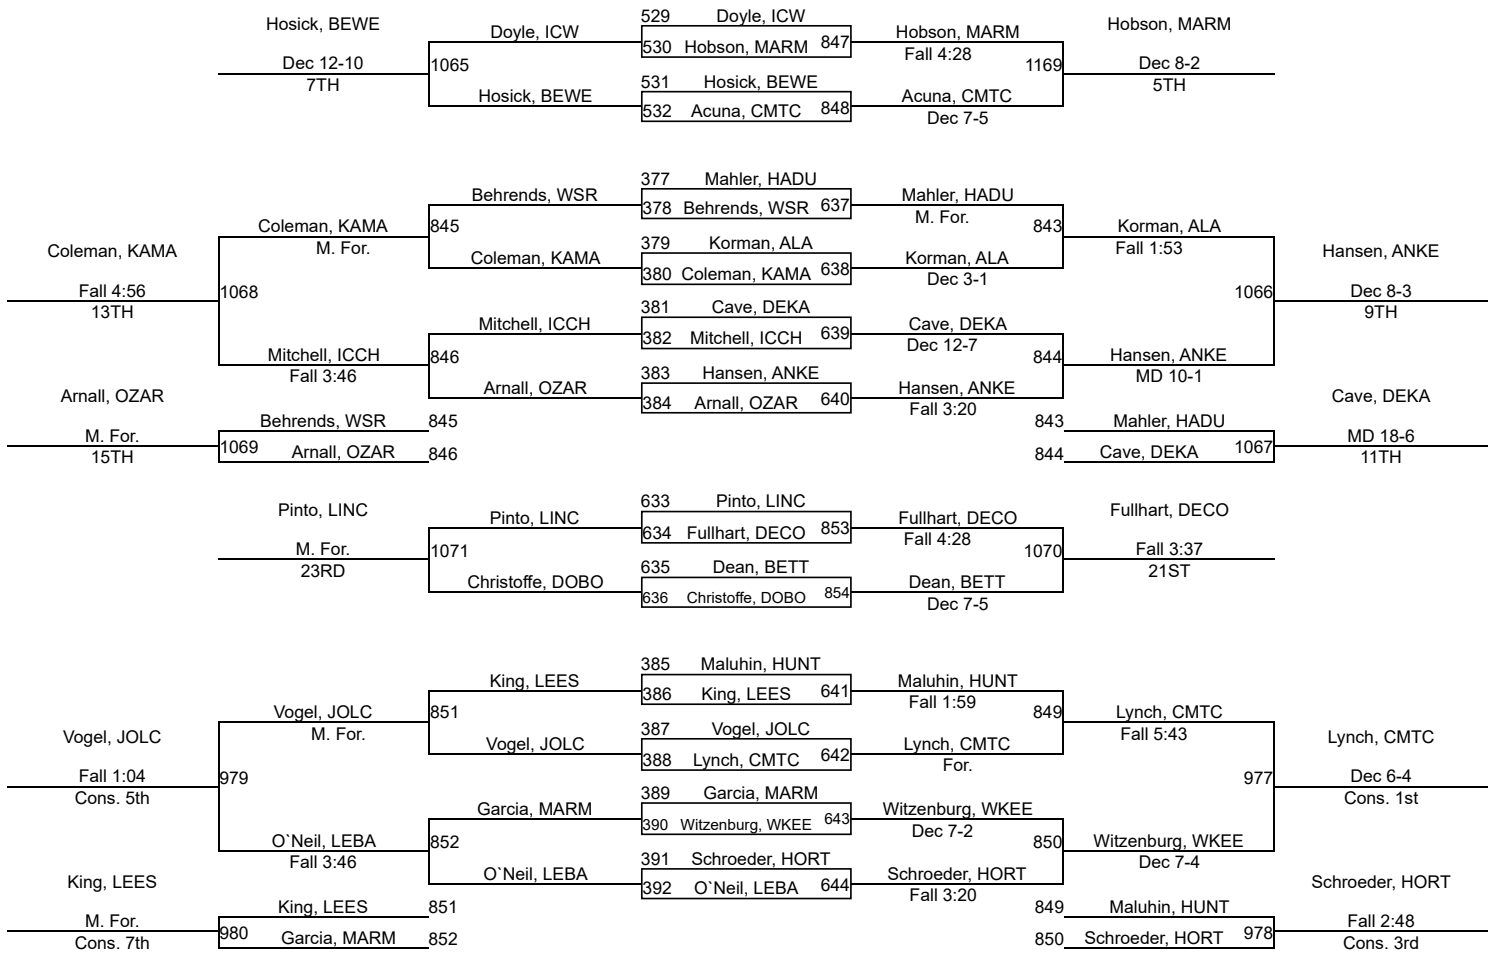 529 Doyle, ICW
Hosick, BEWE
Hobson, MARM
Doyle, ICW
530 Hobson, MARM 847
Hobson, MARM
Fall 4:28
Dec 12-10
1065
1169
Dec 8-2
7TH
5TH
531 Hosick, BEWE
Hosick, BEWE
532 Acuna, CMTC 848
Acuna, CMTC
Dec 7-5
377 Mahler, HADU
Behrends, WSR
378 Behrends, WSR 637
Mahler, HADU
M. For.
Coleman, KAMA
845
843
Korman, ALA
M. For.
Fall 1:53
379 Korman, ALA
Coleman, KAMA
Hansen, ANKE
Coleman, KAMA
380 Coleman, KAMA 638
Korman, ALA
Dec 3-1
Fall 4:56
1068
1066
Dec 8-3
13TH
9TH
381 Cave, DEKA
Mitchell, ICCH
382 Mitchell, ICCH 639
Cave, DEKA
Dec 12-7
Mitchell, ICCH
846
844
Hansen, ANKE
Fall 3:46
MD 10-1
383 Hansen, ANKE
Arnall, OZAR
384 Arnall, OZAR 640
Hansen, ANKE
Fall 3:20
Arnall, OZAR
Cave, DEKA
Behrends, WSR 845
843 Mahler, HADU
M. For.
1069
1067
MD 18-6
15TH
Arnall, OZAR 846
844 Cave, DEKA
11TH
633 Pinto, LINC
Pinto, LINC
Fullhart, DECO
Pinto, LINC
634 Fullhart, DECO 853
Fullhart, DECO
Fall 4:28
M. For.
1071
1070
Fall 3:37
23RD
21ST
635 Dean, BETT
Christoffe, DOBO
636 Christoffe, DOBO 854
Dean, BETT
Dec 7-5
385 Maluhin, HUNT
King, LEES
386 King, LEES 641
Maluhin, HUNT
Fall 1:59
Vogel, JOLC
851
849
Lynch, CMTC
M. For.
Fall 5:43
387 Vogel, JOLC
Vogel, JOLC
Lynch, CMTC
Vogel, JOLC
388 Lynch, CMTC 642
Lynch, CMTC
For.
Fall 1:04
979
977
Dec 6-4
Cons. 5th
Cons. 1st
389 Garcia, MARM
Garcia, MARM
390 Witzenburg, WKEE 643
Witzenburg, WKEE
Dec 7-2
O`Neil, LEBA
852
850
Witzenburg, WKEE
Fall 3:46
Dec 7-4
391 Schroeder, HORT
O`Neil, LEBA
392 O`Neil, LEBA 644
Schroeder, HORT
Fall 3:20
King, LEES
Schroeder, HORT
King, LEES 851
849 Maluhin, HUNT
M. For.
980
978
Fall 2:48
Cons. 7th
Garcia, MARM 852
850 Schroeder, HORT
Cons. 3rd